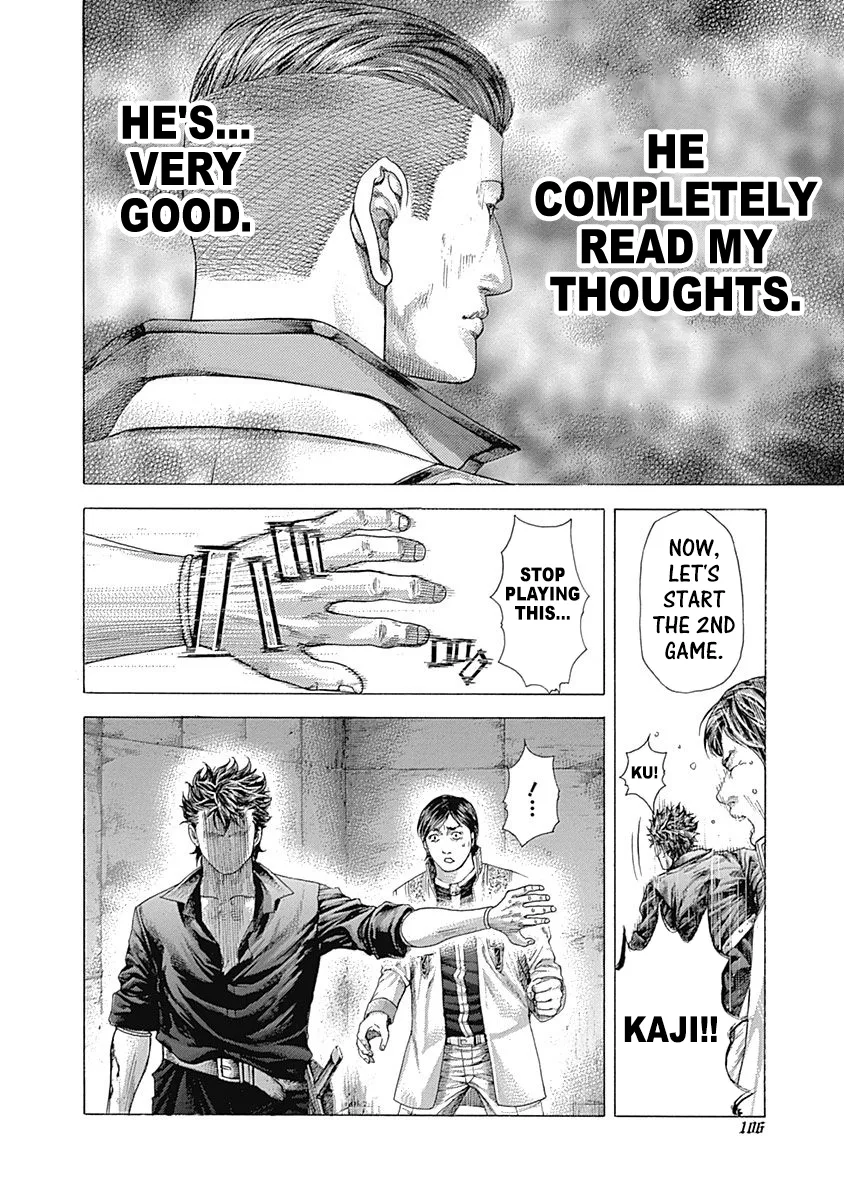 HE
COMPLETELY
READ MY
THOUGHTS.
HE'S...
VERY
GOOD.
NOW,
LET'S
START
THE 2ND
GAME.
KU!
KAJI!!
STOP
PLAYING
THIS...
!...
106